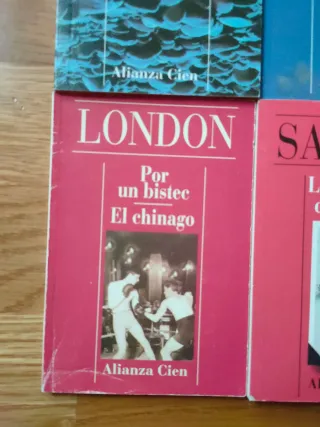 Alianza Cien
LONDON
Por
un bistec
El chinago
Alianza Cien
SA
L